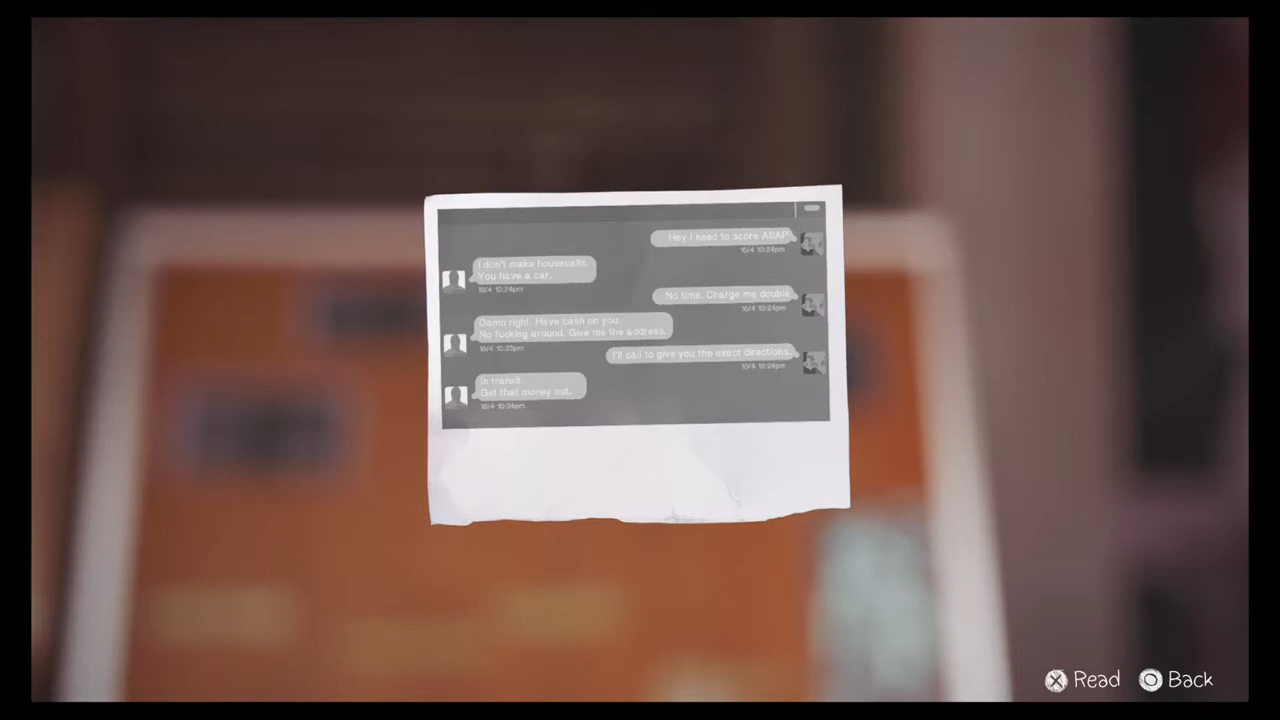 Hey I need to score ASAP
10/4 10:24pm
I don't make housecalls.
You have a car.
10/4 10:24pm
No time. Charge me double
10/4 10:24pm
Damn right. Have cash on you.
No fucking around. Give me the address.
10/4 10:25pm
I'll call to give you the exact directions.
10/4 10:28pm
In transit.
Get that money out.
10/4 10:34pm
Read
Back